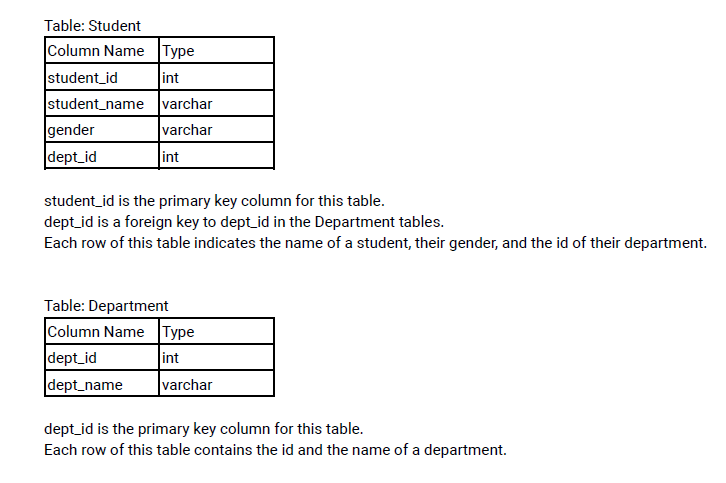 Table: Student
Column Name Type
student_id int
student_name varchar
gender varchar
dept_id int
student_id is the primary key column for this table.
dept_id is a foreign key to dept_id in the Department tables.
Each row of this table indicates the name of a student, their gender, and the id of their department.
Table: Department
Column Name Type
dept_id int
dept_name varchar
dept_id is the primary key column for this table.
Each row of this table contains the id and the name of a department.